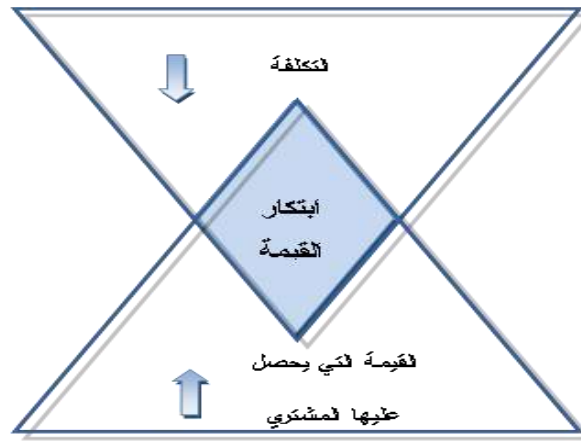 التكلفة
ابتكار
القيمة
القيمة التي يحصل
عليها المشتري